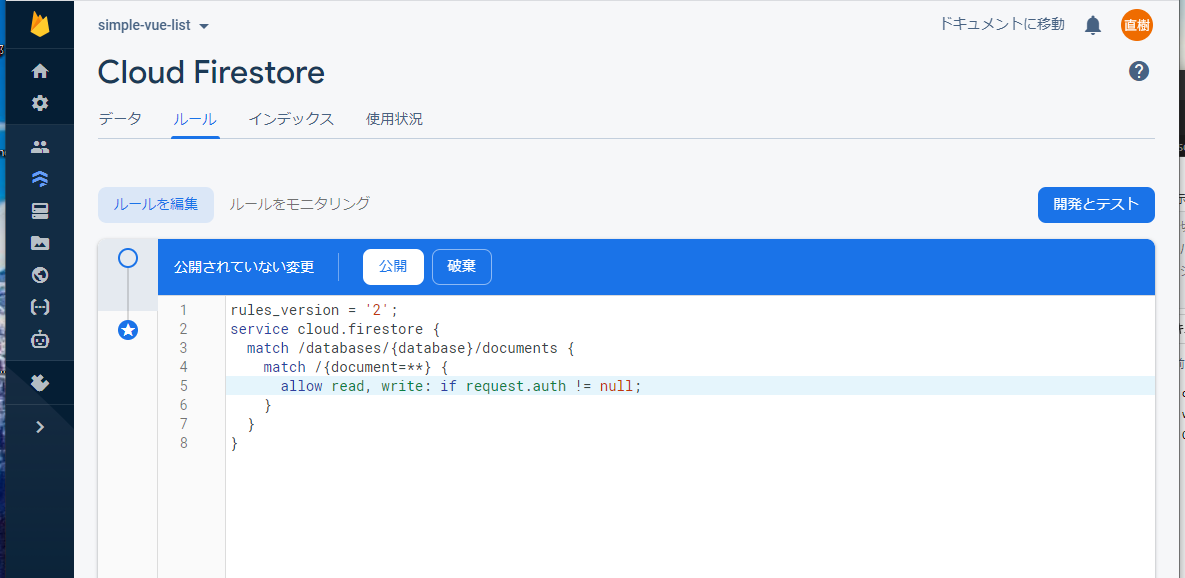 simple-vue-list
ドキュメントに移動
直樹
Cloud Firestore
?
データ ルール インデックス 使用状況
ルールを編集 ルールをモニタリング
開発とテスト
公開されていない変更 公開 破棄
1 rules_version = '2';
2 service cloud.firestore {
3 match /databases/{database}/documents {
4 match /{document=**} {
5 allow read, write: if request.auth != null;
6 }
7 }
8 }